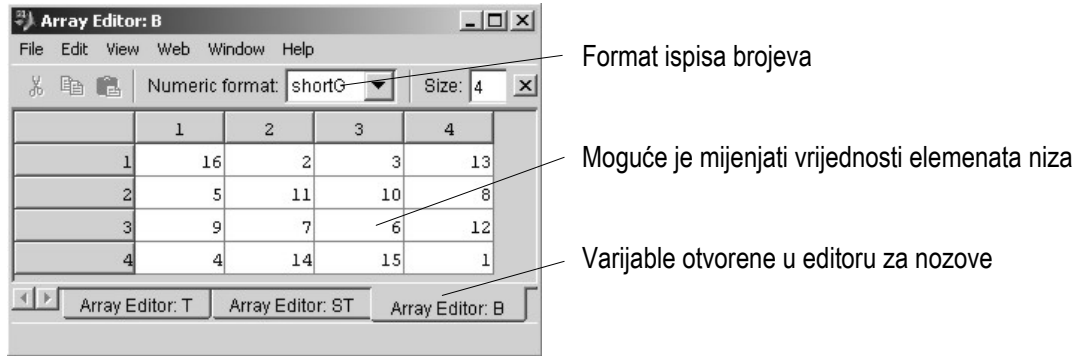 Array Editor: B
File Edit View Web Window Help
Numeric format: shortG Size: 4
Format ispisa brojeva
1 2 3 4
1 16 2 3 13
Moguće je mijenjati vrijednosti elemenata niza
2 5 11 10 8
3 9 7 6 12
4 4 14 15 1
Varijable otvorene u editoru za nozove
Array Editor: T Array Editor: ST Array Editor: B